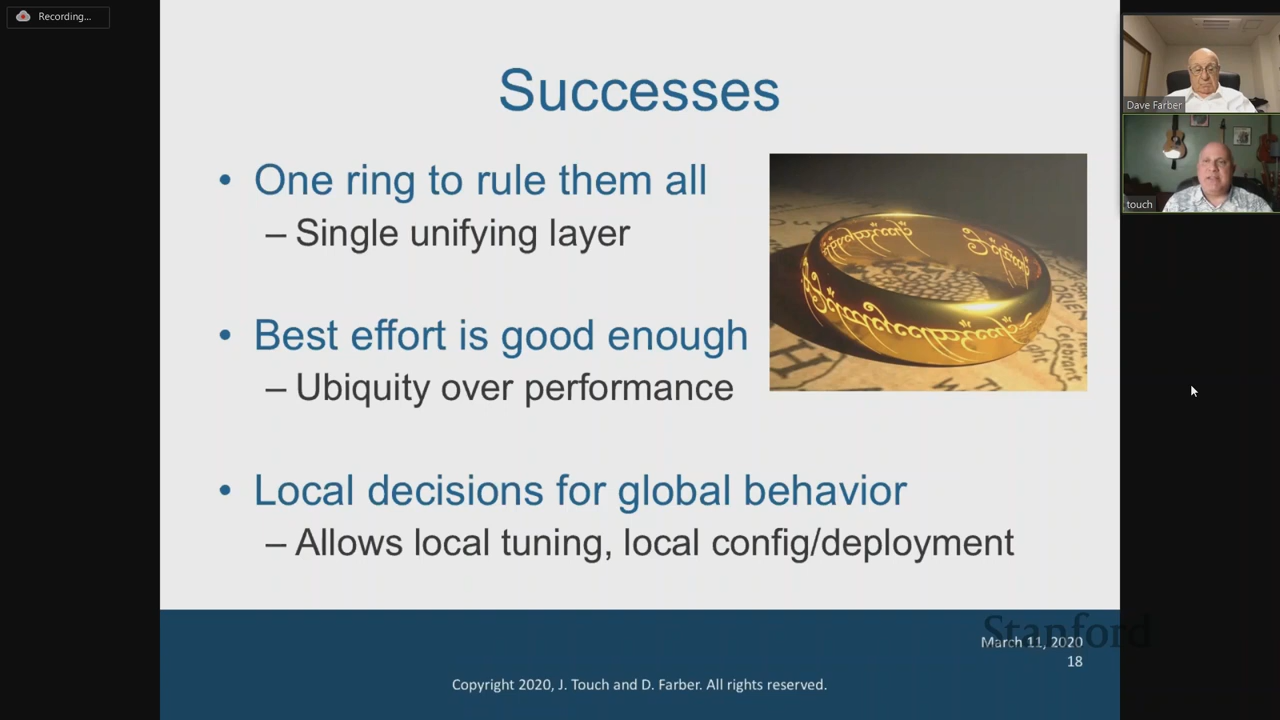 Recording...
Successes
• One ring to rule them all
– Single unifying layer
• Best effort is good enough
– Ubiquity over performance
• Local decisions for global behavior
– Allows local tuning, local config/deployment
Dave Farber
touch
Stanford
March 11, 2020
18
Copyright 2020, J. Touch and D. Farber. All rights reserved.